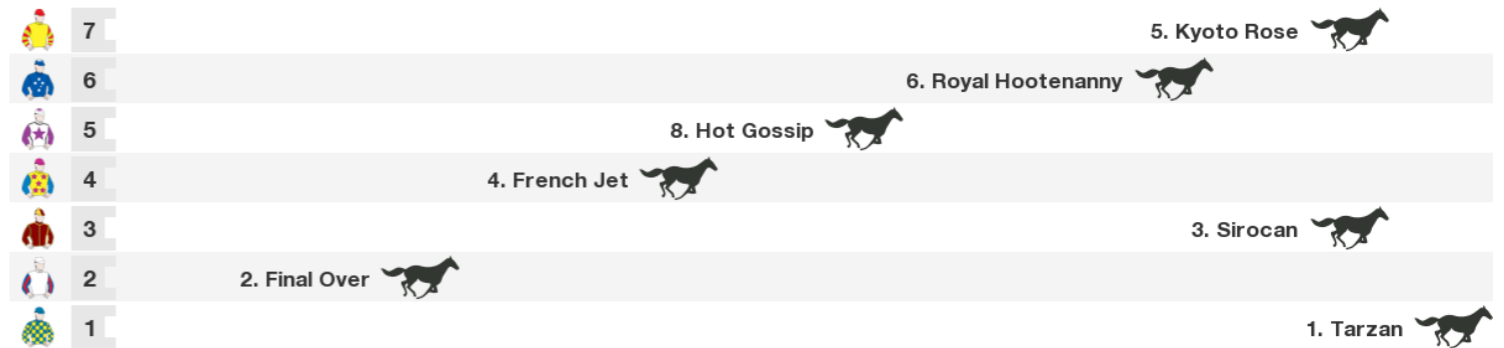 7 5. Kyoto Rose
6 6. Royal Hootenanny
5 8. Hot Gossip
4 4. French Jet
3 3. Sirocan
2 2. Final Over
1 1. Tarzan